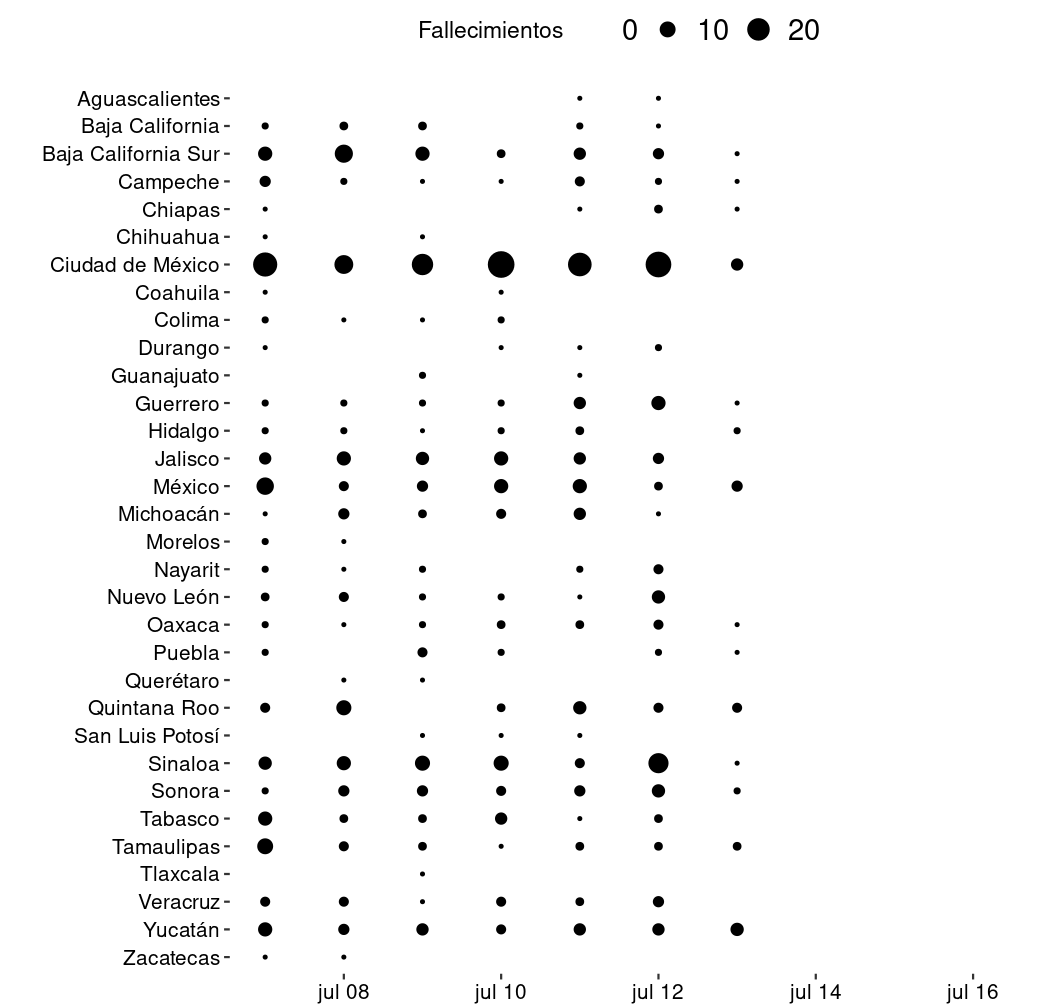 Fallecimientos 0 10 20
Aguascalientes
Baja California
Baja California Sur
Campeche
Chiapas
Chihuahua
Ciudad de México
Coahuila
Colima
Durango
Guanajuato
Guerrero
Hidalgo
Jalisco
México
Michoacán
Morelos
Nayarit
Nuevo León
Oaxaca
Puebla
Querétaro
Quintana Roo
San Luis Potosí
Sinaloa
Sonora
Tabasco
Tamaulipas
Tlaxcala
Veracruz
Yucatán
Zacatecas
jul 08 jul 10 jul 12 jul 14 jul 16